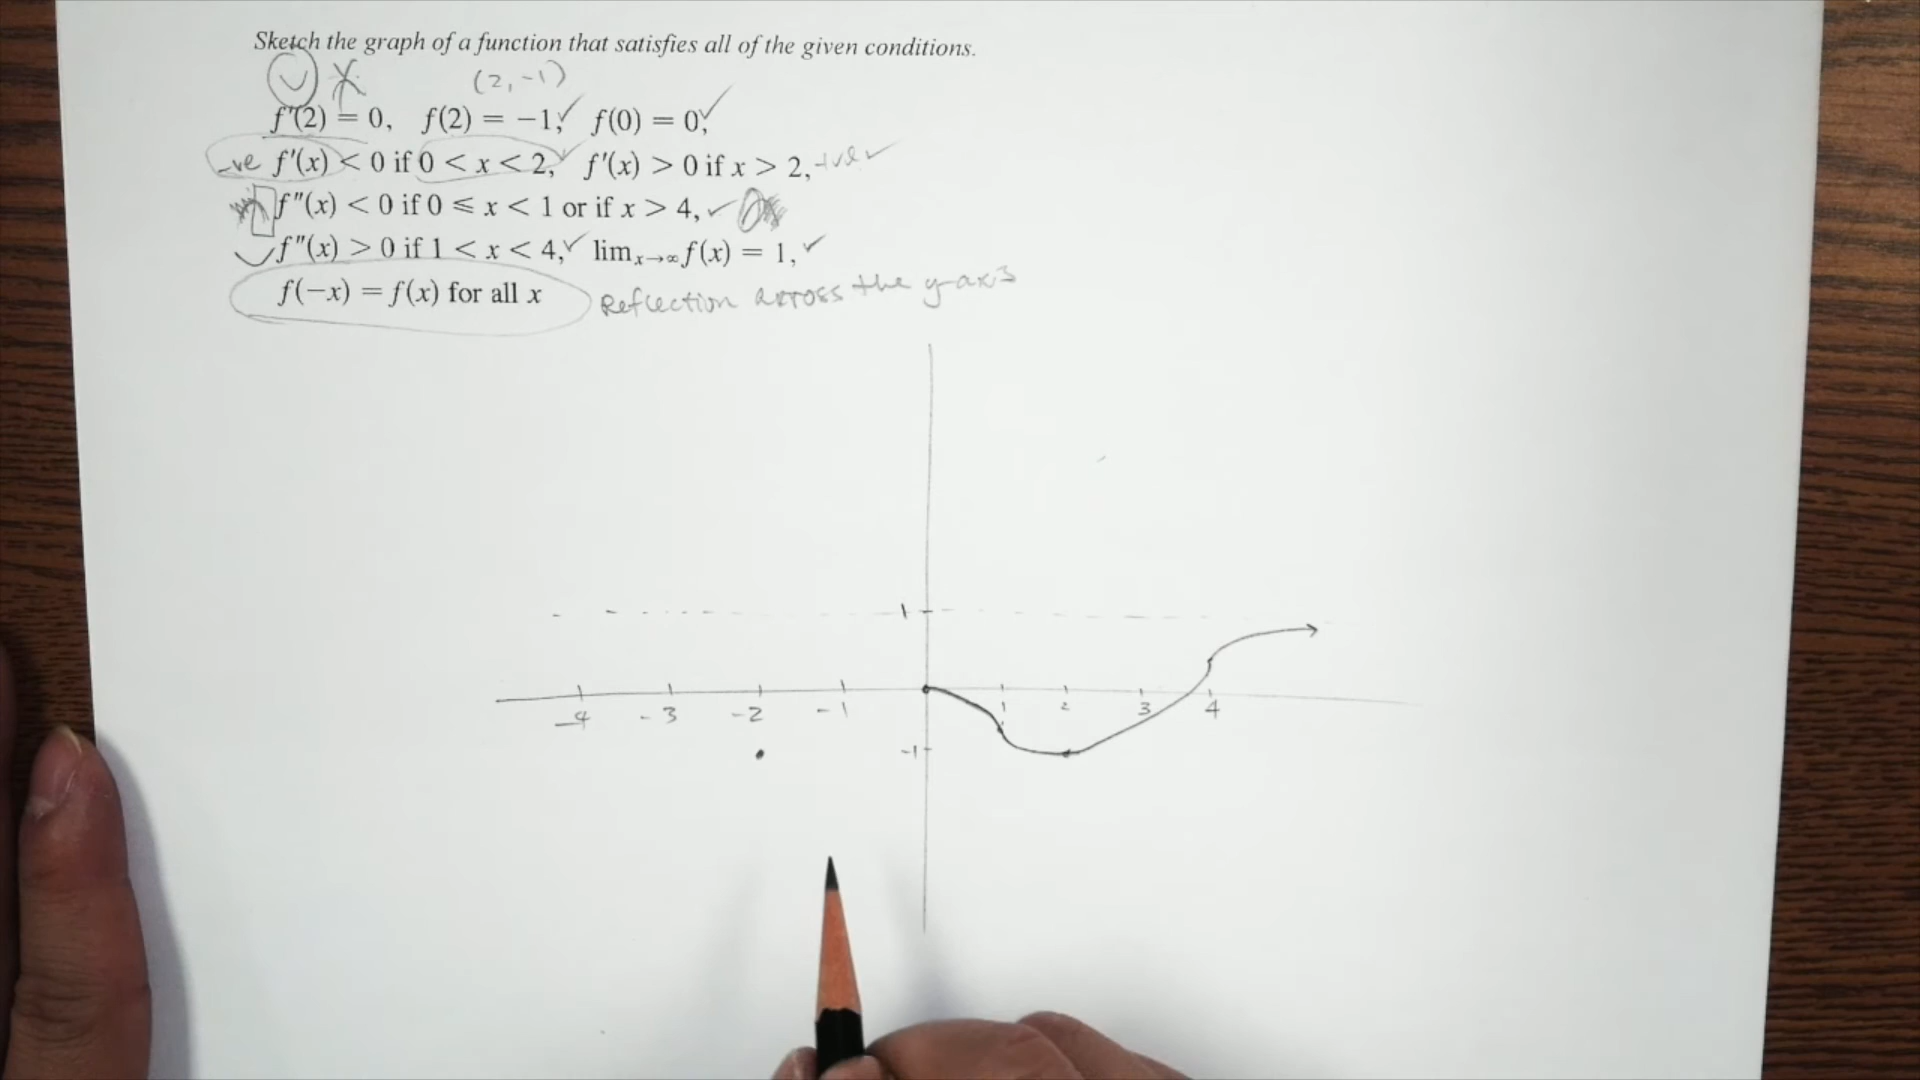 Sketch the graph of a function that satisfies all of the given conditions.
(2, -1)
f'(2) = 0, f(2) = −1, f(0) = 0,
-ve f'(x) < 0 if 0 < x < 2, f'(x) > 0 if x > 2, +ve
f"(x) < 0 if 0 ⩽ x < 1 or if x > 4,
f"(x) > 0 if 1 < x < 4, lim x→∞ f(x) = 1,
f(−x) = f(x) for all x Reflection across the y-axis
1
-4 -3 -2 -1 1 2 3 4
-1